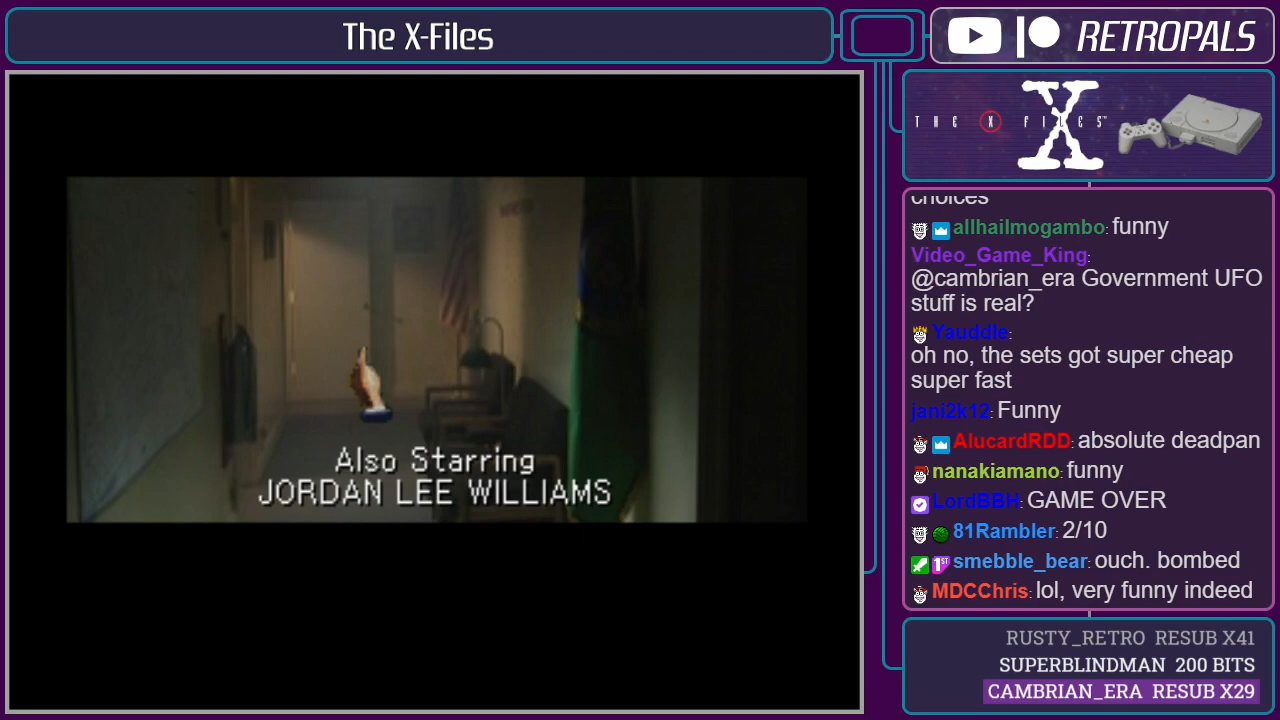 The X-Files
RETROPALS
THE X FILES™
X
choices
allhailmogambo: funny
Video_Game_King:
@cambrian_era Government UFO
stuff is real?
Yauddle:
oh no, the sets got super cheap
super fast
jani2k12: Funny
AlucardRDD: absolute deadpan
nanakiamano: funny
LordBBH: GAME OVER
81Rambler: 2/10
1ST smebble_bear: ouch. bombed
MDCChris: lol, very funny indeed
Also Starring
JORDAN LEE WILLIAMS
RUSTY_RETRO RESUB X41
SUPERBLINDMAN 200 BITS
CAMBRIAN_ERA RESUB X29